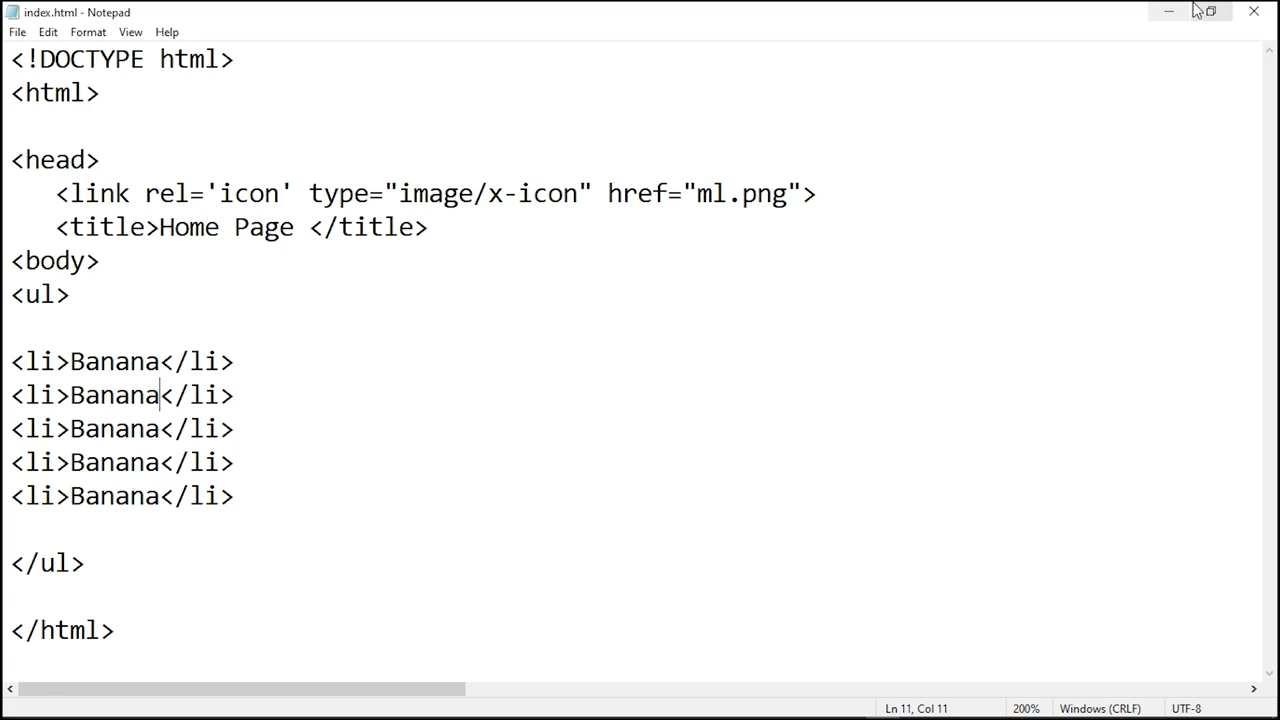 index.html - Notepad
File Edit Format View Help
<!DOCTYPE html>
<html>
<head>
<link rel='icon' type="image/x-icon" href="ml.png">
<title>Home Page </title>
<body>
<ul>
<li>Banana</li>
<li>Banana</li>
<li>Banana</li>
<li>Banana</li>
<li>Banana</li>
</ul>
</html>
Ln 11, Col 11 200% Windows (CRLF) UTF-8